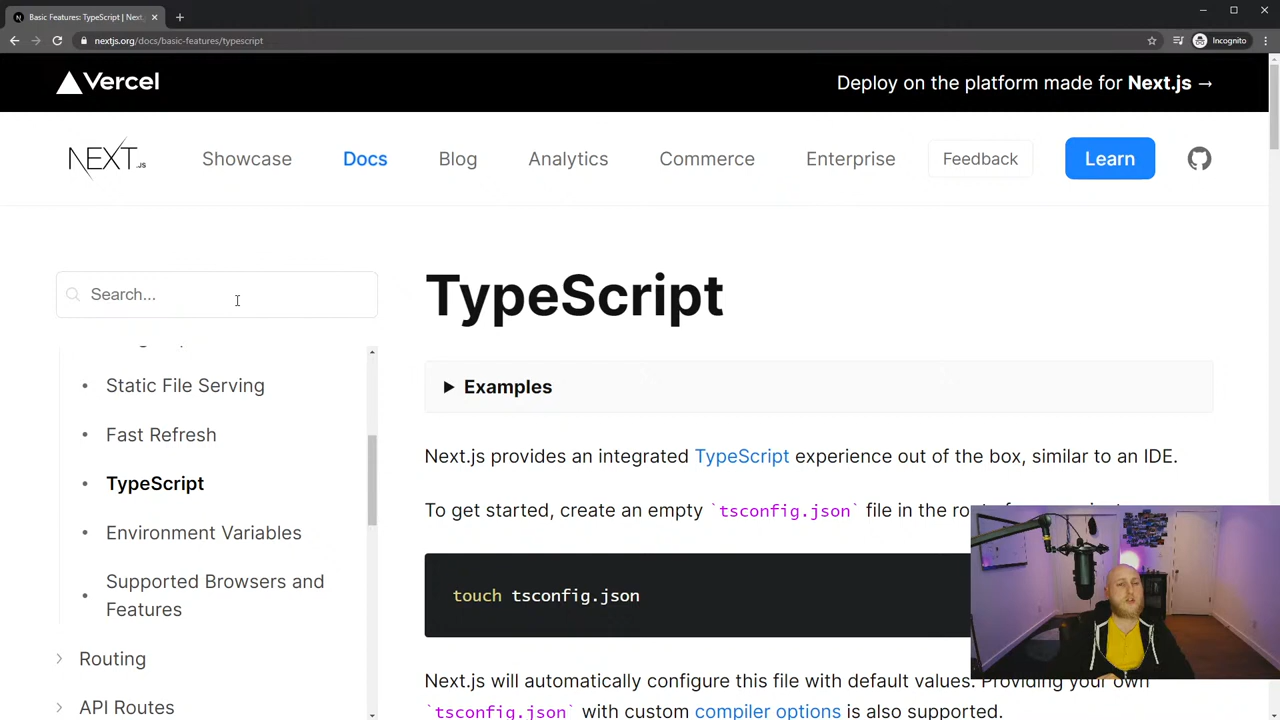 Basic Features: TypeScript | Next.
nextjs.org/docs/basic-features/typescript
Incognito
Vercel
Deploy on the platform made for Next.js →
NEXT.JS
Showcase
Docs
Blog
Analytics
Commerce
Enterprise
Feedback
Learn
Search...
Static File Serving
Fast Refresh
TypeScript
Environment Variables
Supported Browsers and
Features
Routing
API Routes
TypeScript
Examples
Next.js provides an integrated TypeScript experience out of the box, similar to an IDE.
To get started, create an empty `tsconfig.json` file in the
touch tsconfig.json
Next.js will automatically configure this file with default values. Providing your own
`tsconfig.json` with custom compiler options is also supported.